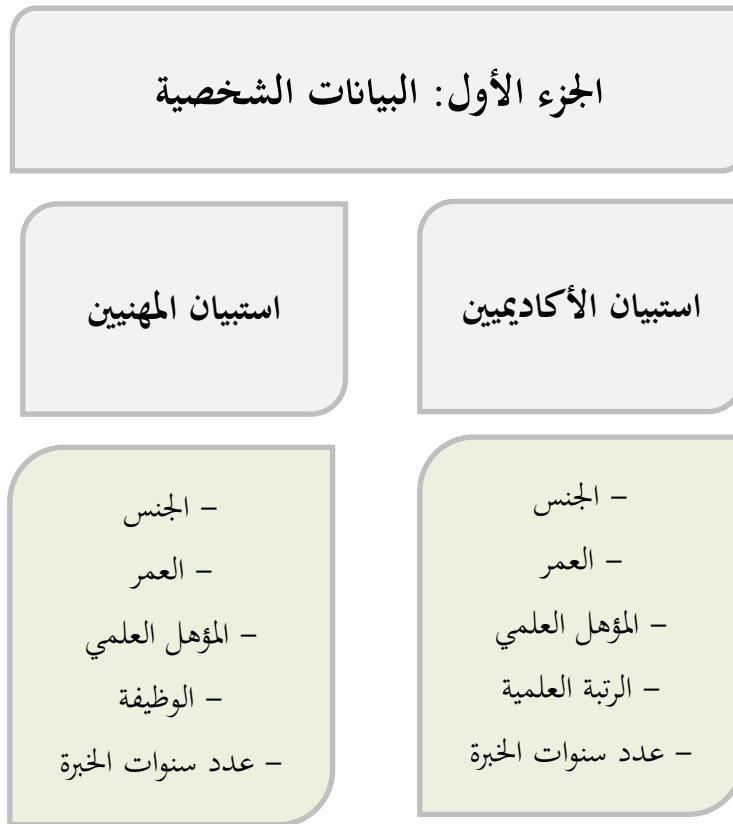 الجزء الأول: البيانات الشخصية
استبيان الأكاديميين
– الجنس
– العمر
– المؤهل العلمي
– الرتبة العلمية
– عدد سنوات الخبرة
استبيان المهنيين
– الجنس
– العمر
– المؤهل العلمي
– الوظيفة
– عدد سنوات الخبرة